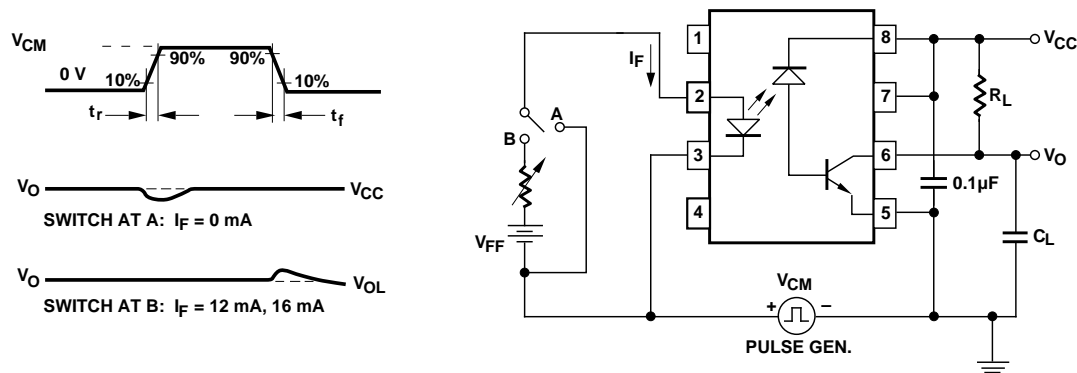 VCM
0 V
10%
90%
90%
10%
tr
tf
VO
VCC
SWITCH AT A: IF = 0 mA
VO
VOL
SWITCH AT B: IF = 12 mA, 16 mA
IF
A
B
VFF
1
2
3
4
8
7
6
5
VCC
RL
VO
0.1µF
CL
VCM
+
–
PULSE GEN.